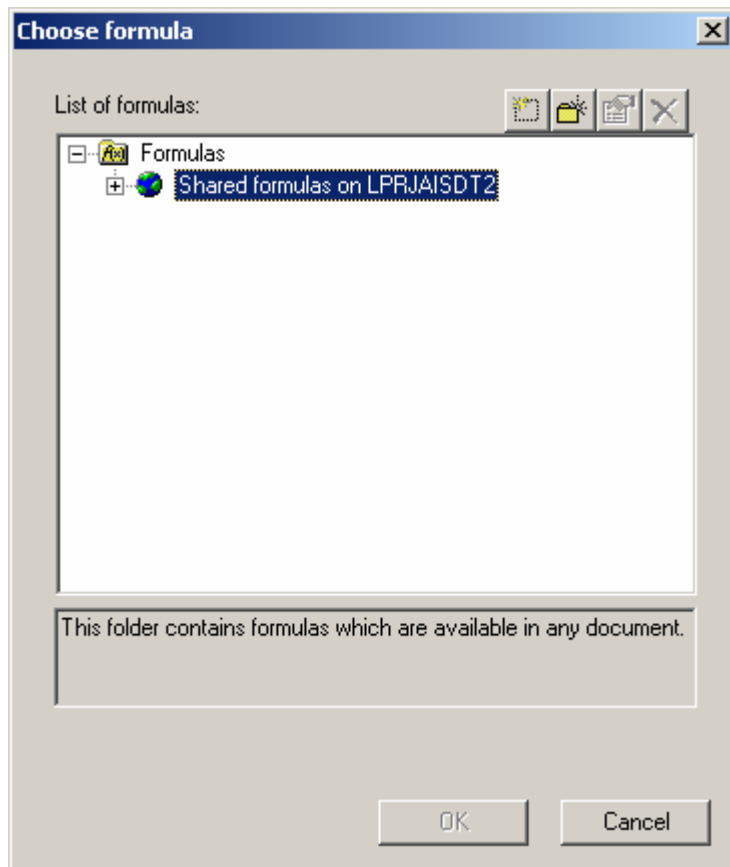 Choose formula
List of formulas:
f(x) Formulas
Shared formulas on LPRJAISDT2
This folder contains formulas which are available in any document.
OK Cancel